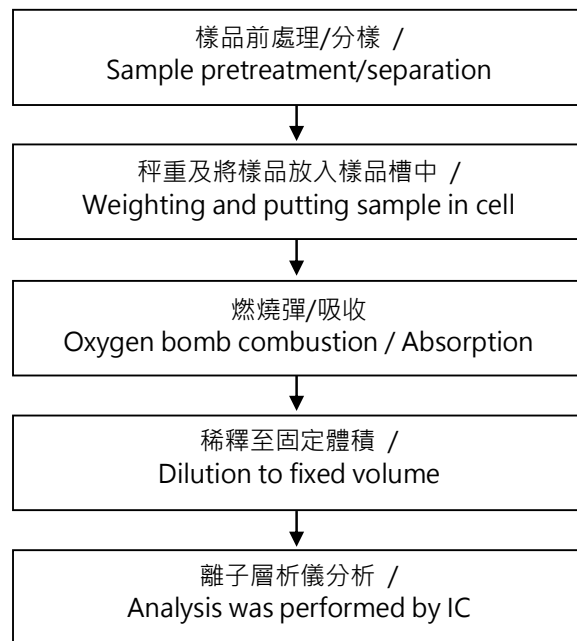 樣品前處理/分樣 /
Sample pretreatment/separation
秤重及將樣品放入樣品槽中 /
Weighting and putting sample in cell
燃燒彈/吸收
Oxygen bomb combustion / Absorption
稀釋至固定體積 /
Dilution to fixed volume
離子層析儀分析 /
Analysis was performed by IC